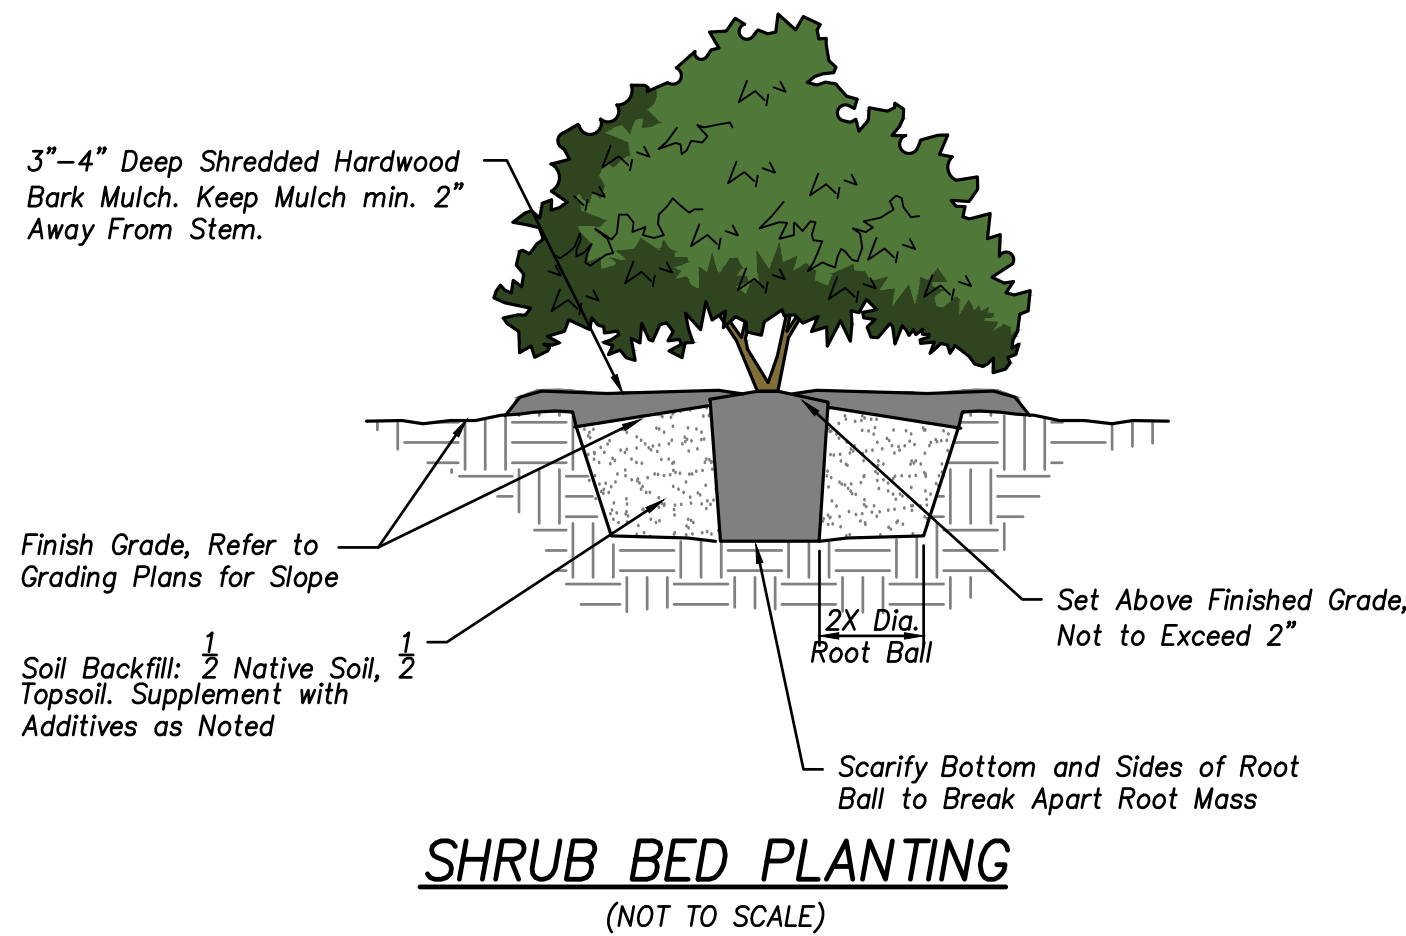 3"-4" Deep Shredded Hardwood
Bark Mulch. Keep Mulch min. 2"
Away From Stem.
Finish Grade, Refer to
Grading Plans for Slope
Soil Backfill: 1/2 Native Soil, 1/2
Topsoil. Supplement with
Additives as Noted
Set Above Finished Grade,
Not to Exceed 2"
2X Dia.
Root Ball
Scarify Bottom and Sides of Root
Ball to Break Apart Root Mass
SHRUB BED PLANTING
(NOT TO SCALE)